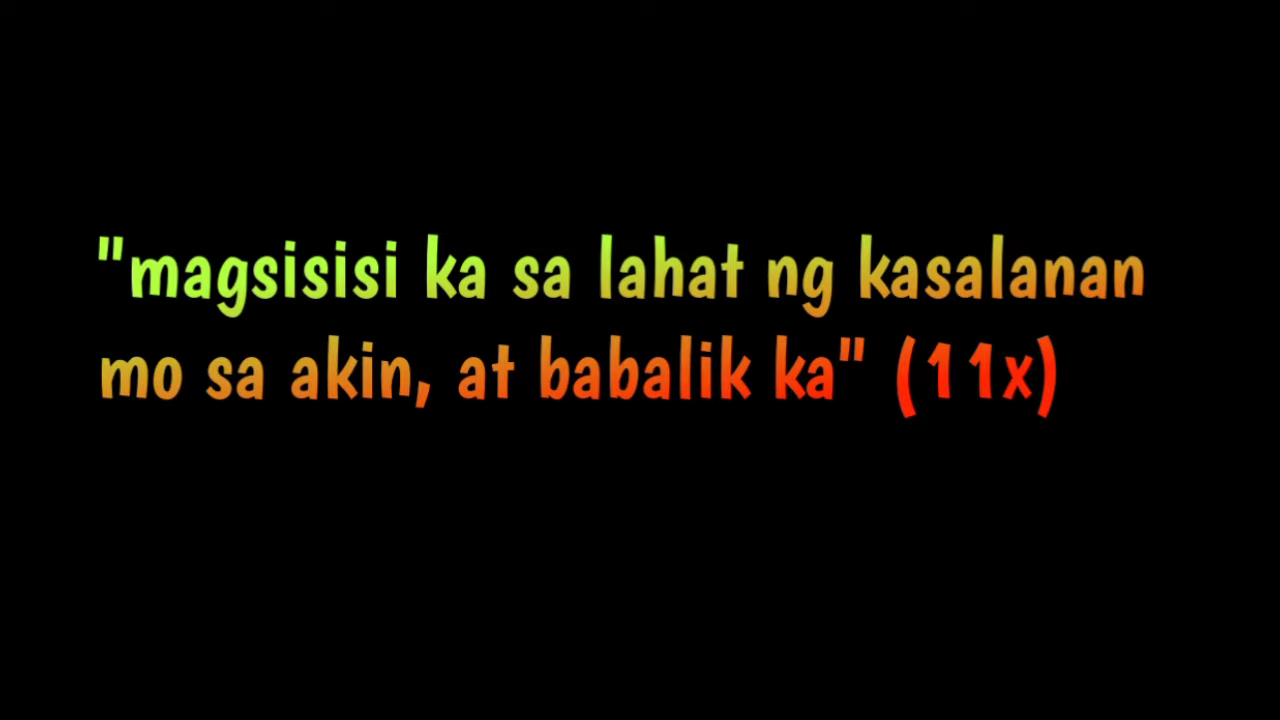 "magsisisi ka sa lahat ng kasalanan
mo sa akin, at babalik ka" (11x)